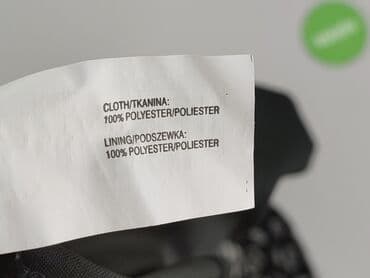 CLOTH/TKANINA:
100% POLYESTER/POLIESTER
LINING/PODSZEWKA:
100% POLYESTER/POLIESTER